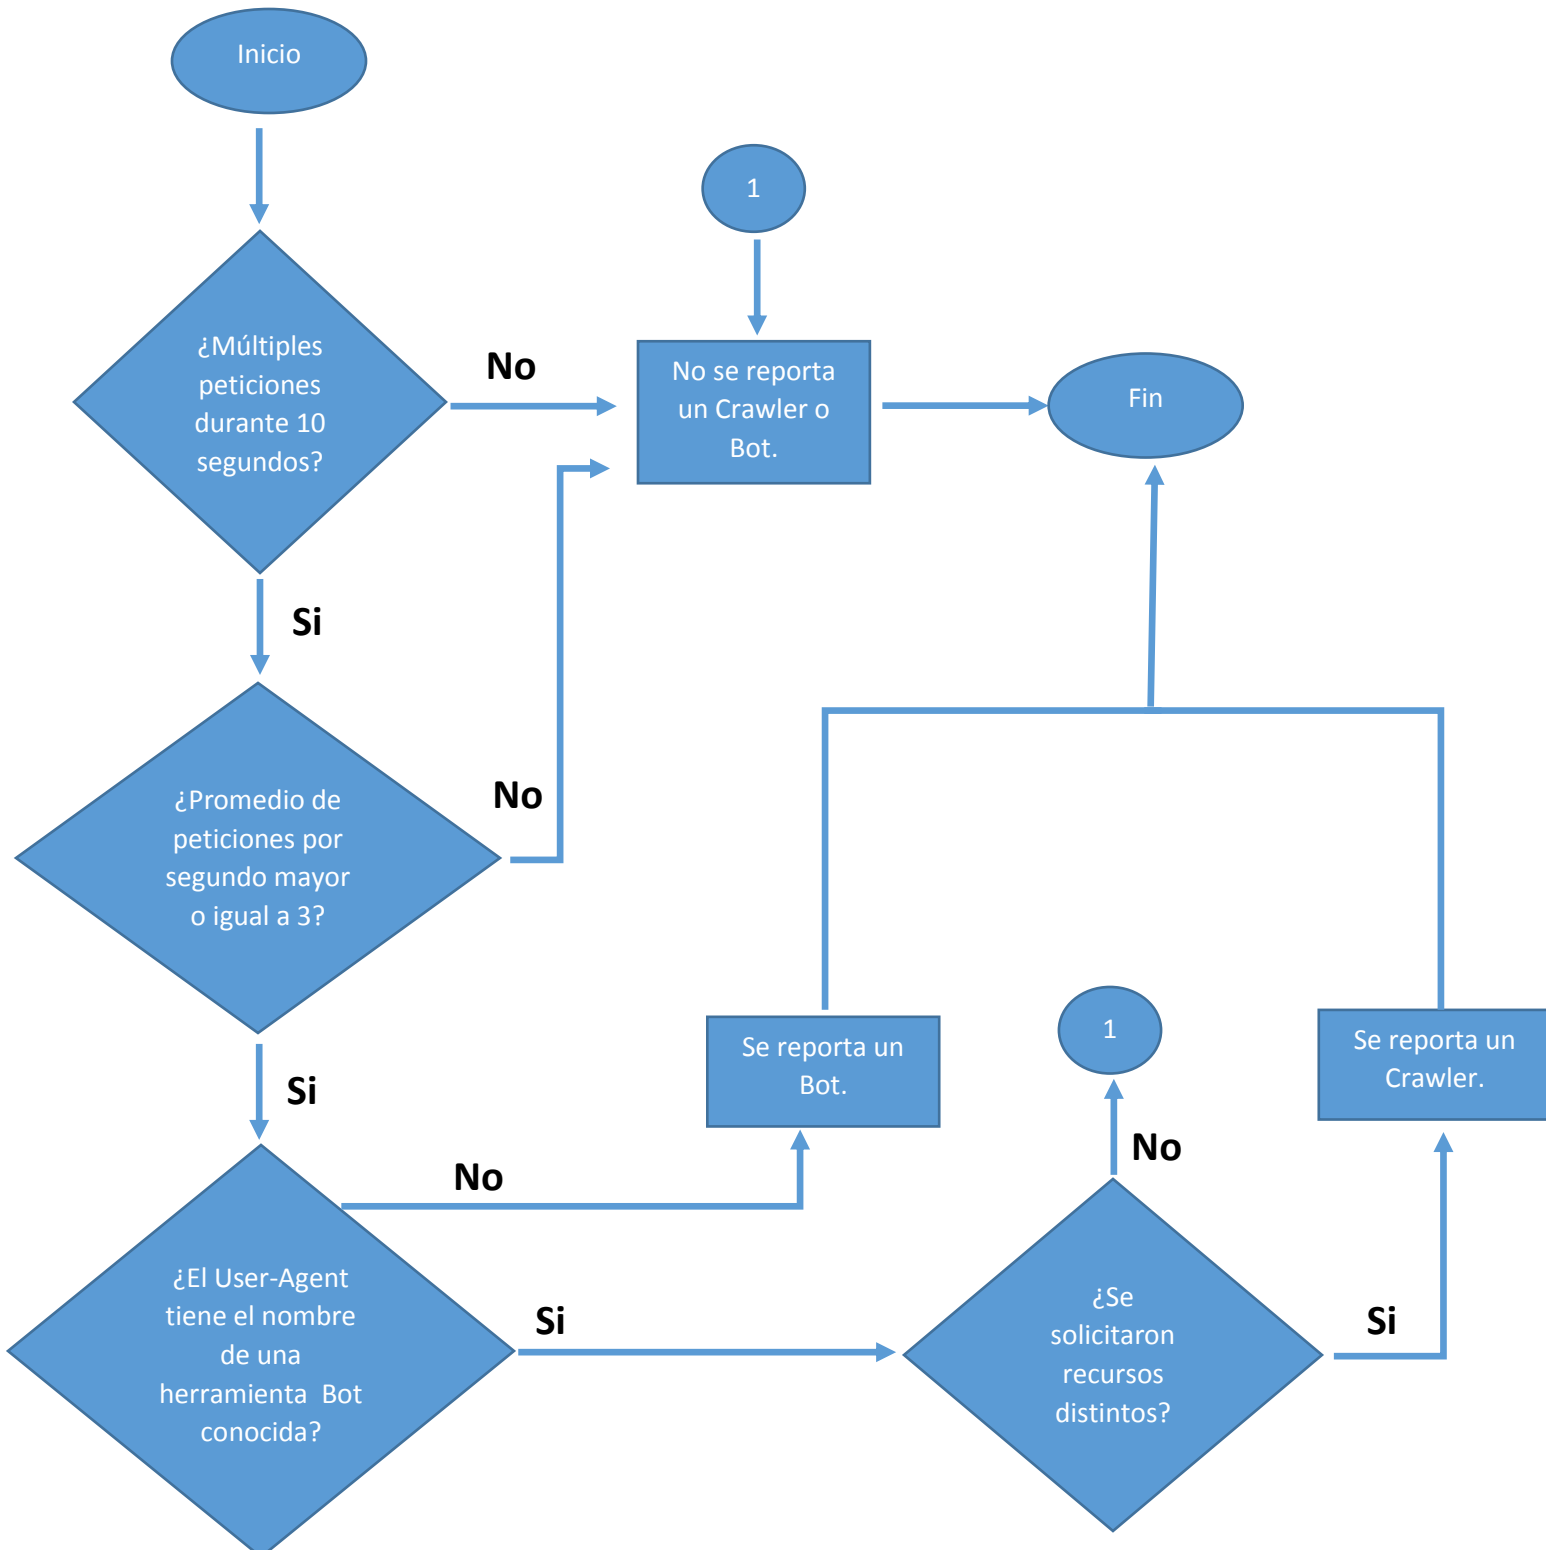 Inicio
1
¿Múltiples
peticiones
durante 10
segundos?
No
No se reporta
un Crawler o
Bot.
Fin
Si
¿Promedio de
peticiones por
segundo mayor
o igual a 3?
No
Si
Se reporta un
Bot.
1
Se reporta un
Crawler.
No
No
¿El User-Agent
tiene el nombre
de una
herramienta  Bot
conocida?
Si
¿Se
solicitaron
recursos
distintos?
Si